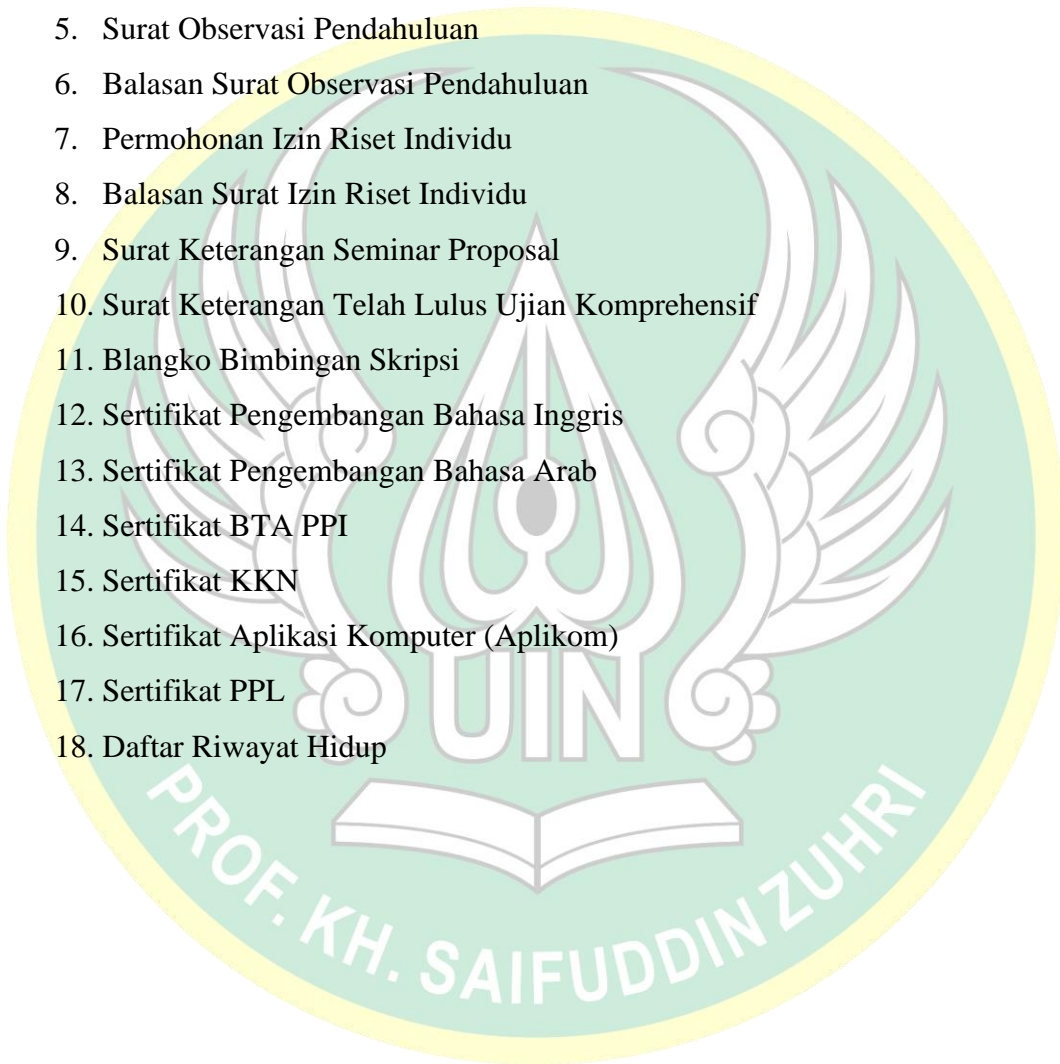 5. Surat Observasi Pendahuluan
6. Balasan Surat Observasi Pendahuluan
7. Permohonan Izin Riset Individu
8. Balasan Surat Izin Riset Individu
9. Surat Keterangan Seminar Proposal
10. Surat Keterangan Telah Lulus Ujian Komprehensif
11. Blangko Bimbingan Skripsi
12. Sertifikat Pengembangan Bahasa Inggris
13. Sertifikat Pengembangan Bahasa Arab
14. Sertifikat BTA PPI
15. Sertifikat KKN
16. Sertifikat Aplikasi Komputer (Aplikom)
17. Sertifikat PPL
18. Daftar Riwayat Hidup
UIN
PROF. KH. SAIFUDDIN ZUHRI